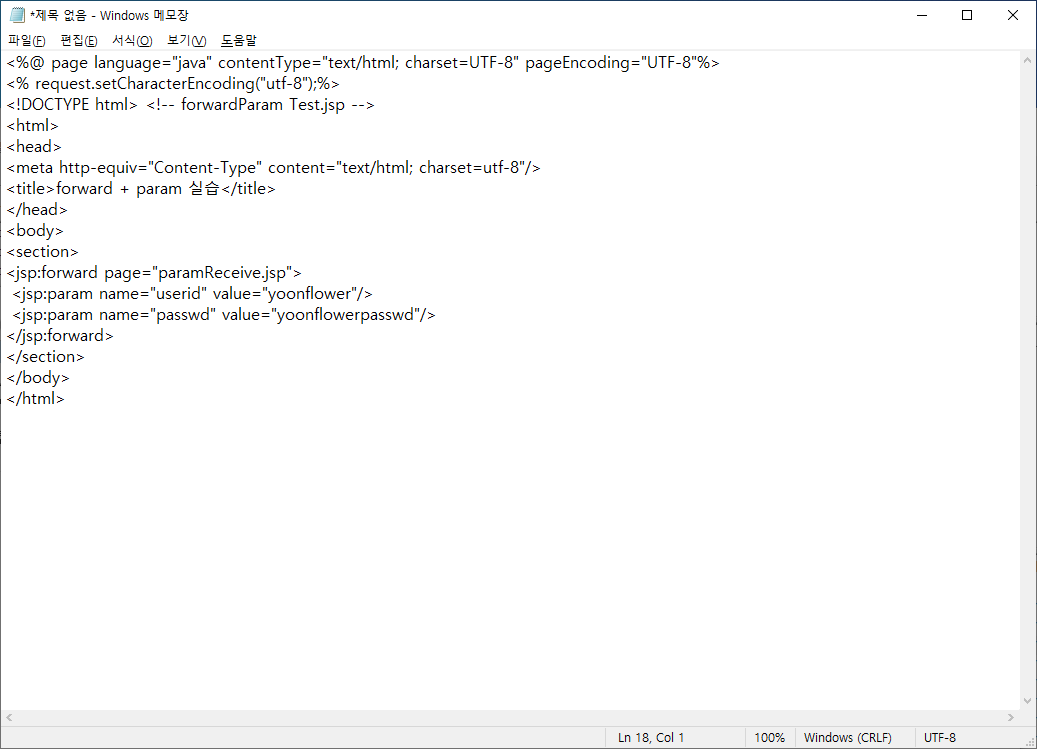 *제목 없음 - Windows 메모장
파일(F) 편집(E) 서식(O) 보기(V) 도움말
<%@ page language="java" contentType="text/html; charset=UTF-8" pageEncoding="UTF-8"%>
<% request.setCharacterEncoding("utf-8");%>
<!DOCTYPE html> <!-- forwardParam Test.jsp -->
<html>
<head>
<meta http-equiv="Content-Type" content="text/html; charset=utf-8"/>
<title>forward + param 실습</title>
</head>
<body>
<section>
<jsp:forward page="paramReceive.jsp">
 <jsp:param name="userid" value="yoonflower"/>
 <jsp:param name="passwd" value="yoonflowerpasswd"/>
</jsp:forward>
</section>
</body>
</html>
Ln 18, Col 1 100% Windows (CRLF) UTF-8